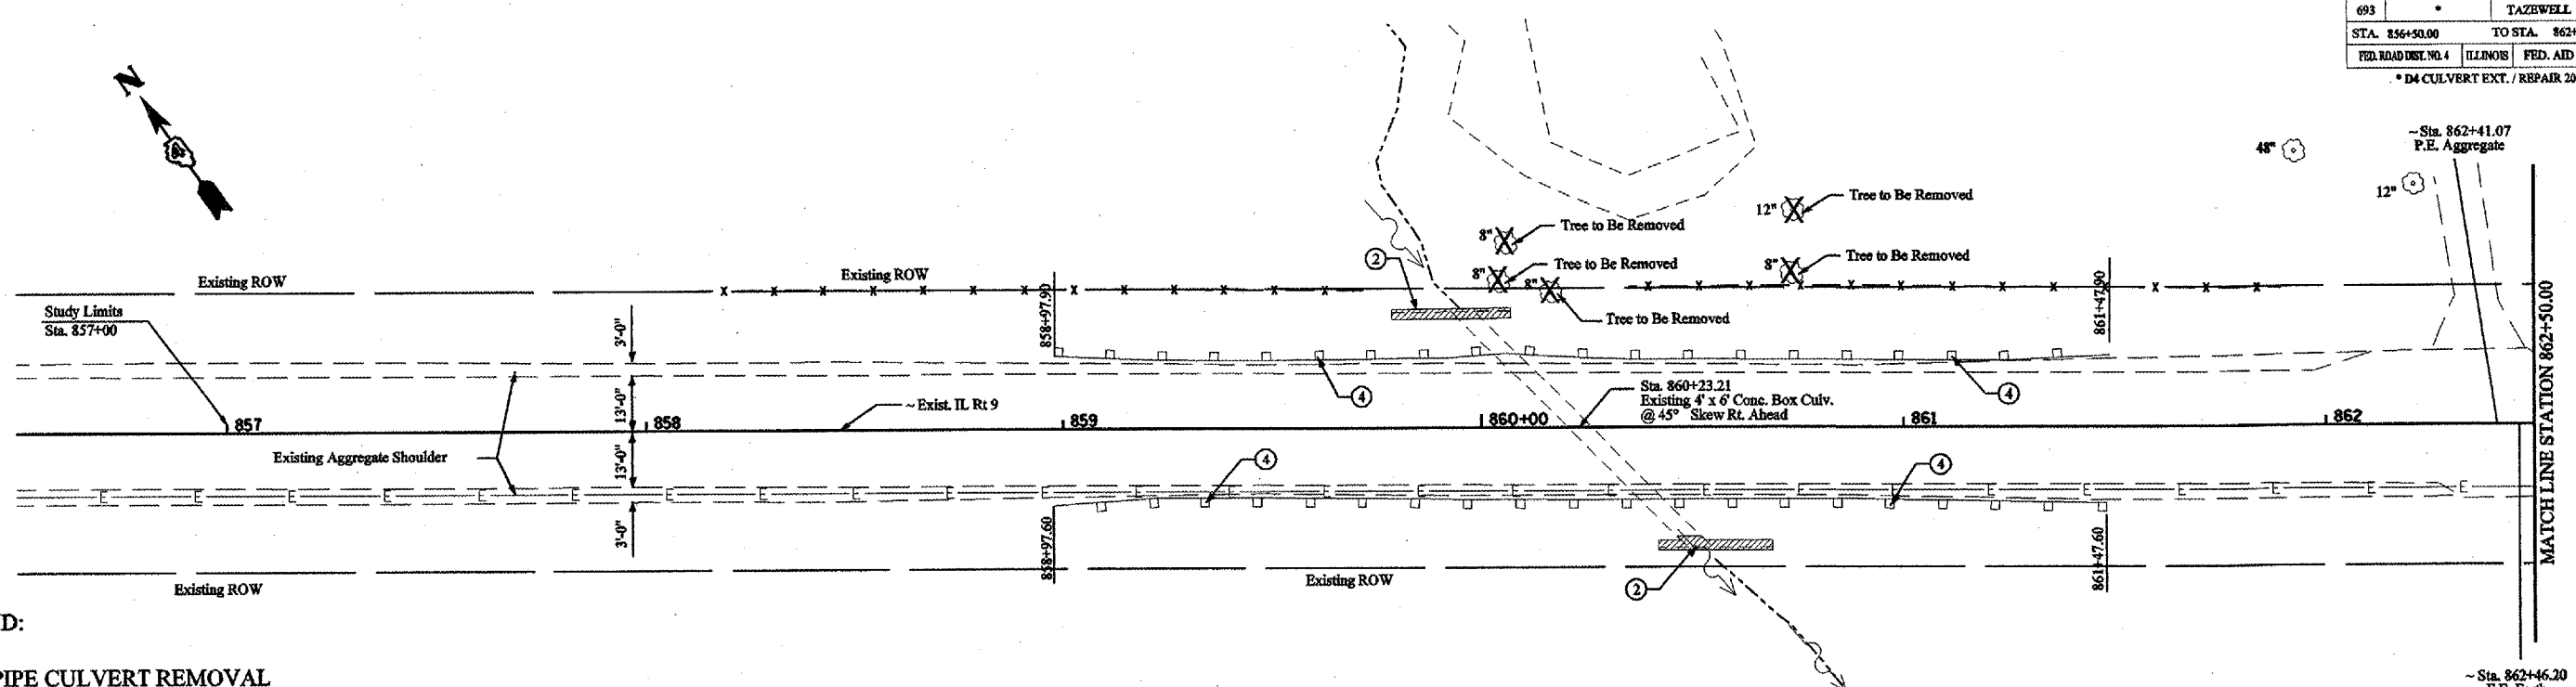 693 * TAZEWELL
STA. 856+50.00 TO STA. 862+
FED. ROAD DIST. NO. 4 ILLINOIS FED. AID
* D4 CULVERT EXT. / REPAIR 20
N
~Sta. 862+41.07
P.E. Aggregate
48"
12"
12" Tree to Be Removed
8" Tree to Be Removed
8" Tree to Be Removed
8" Tree to Be Removed
8" Tree to Be Removed
2
Existing ROW
Existing ROW
858+97.90
861+47.90
Study Limits
Sta. 857+00
3'-0"
13'-0"
4
4
~ Exist. IL Rt 9
Sta. 860+23.21
Existing 4' x 6' Conc. Box Culv.
@ 45° Skew Rt. Ahead
857 858 859 860+00 861 862
MATCH LINE STATION 862+50.00
Existing Aggregate Shoulder
13'-0"
4
4
E E E E E E E E E E E E E E E E E E E E E E E E E E
3'-0"
858+97.60
861+47.60
2
Existing ROW
Existing ROW
D:
PIPE CULVERT REMOVAL
~ Sta. 862+46.20